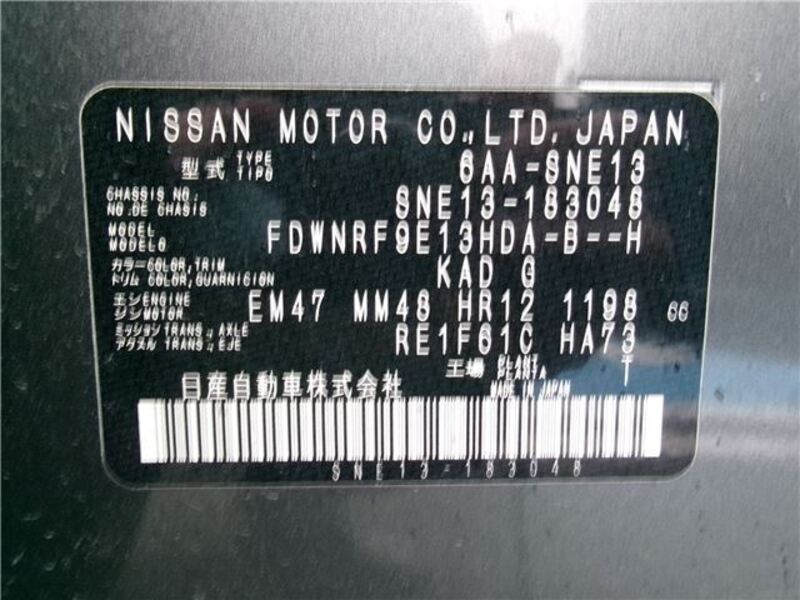 NISSAN MOTOR CO.,LTD.JAPAN
型式 TYPE TIPO 6AA-SNE13
CHASSIS NO. NO.DE CHASIS SNE13-183048
MODEL MODELO FDWNRF9E13HDA-B--H
カラー COLOR,TRIM トリム COLOR,GUARNICION KAD G
エンジン ENGINE MOTOR EM47 MM48 HR12 1198 cc
ミッション TRANS.,AXLE アクスル TRANS.,EJE RE1F61C HA73
工場 PLANT PLANTA T
日産自動車株式会社 MADE IN JAPAN
SNE13-183048